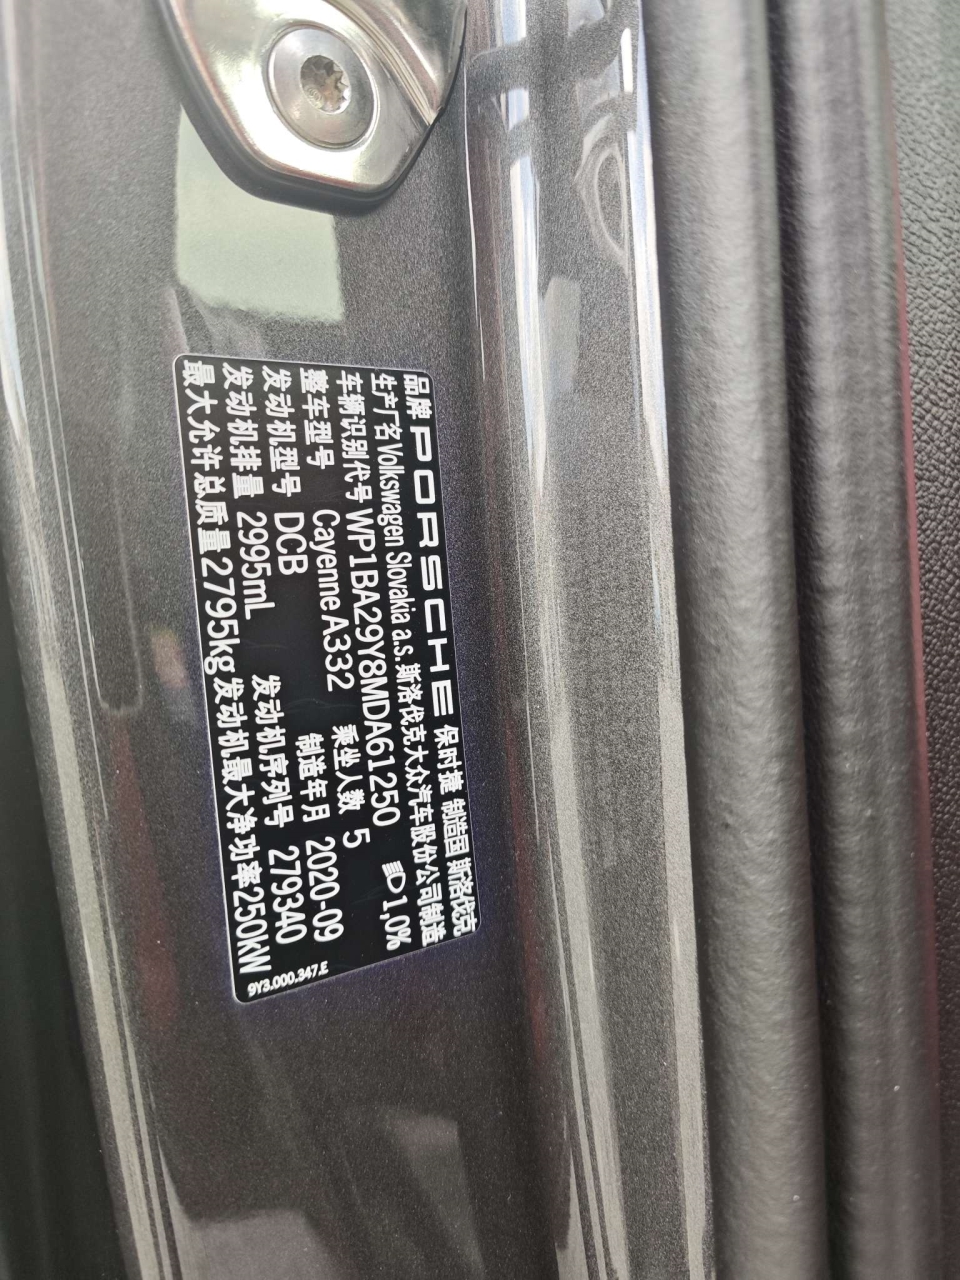 品牌 PORSCHE 保时捷 制造国 斯洛伐克
生产厂名 Volkswagen Slovakia a.s. 斯洛伐克大众汽车股份公司制造
车辆识别代号 WP1BA29Y8MDA61250 1,0%
整车型号 Cayenne A332 乘坐人数 5
发动机型号 DCB 制造年月 2020-09
发动机排量 2995mL 发动机序列号 279340
最大允许总质量 2795kg 发动机最大净功率250kW
9Y3.000.347.E